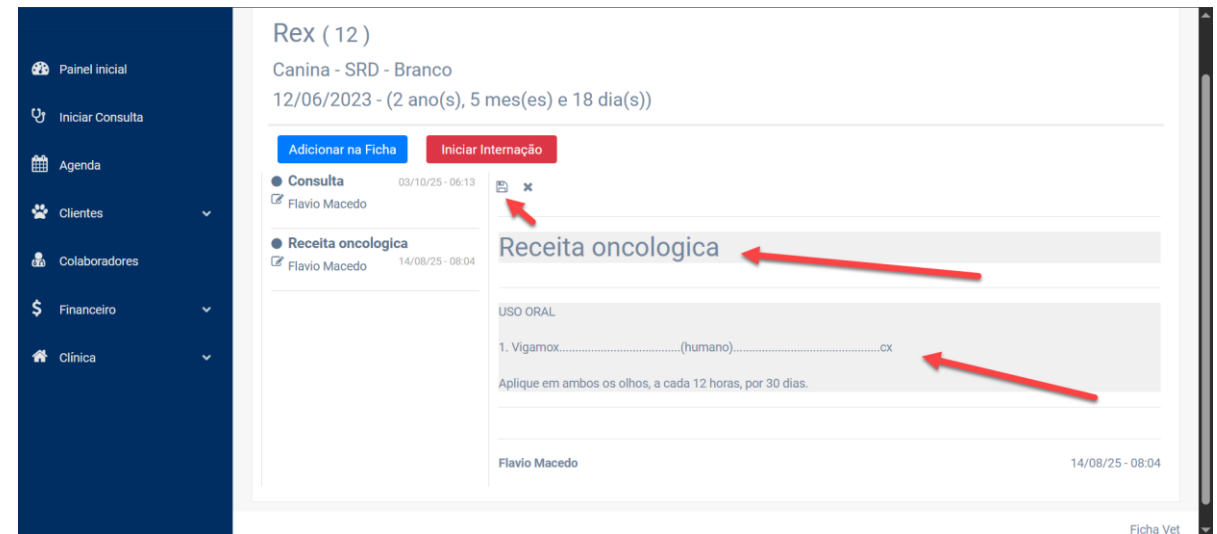 Painel inicial
Iniciar Consulta
Agenda
Clientes
Colaboradores
Financeiro
Clínica
Rex ( 12 )
Canina - SRD - Branco
12/06/2023 - (2 ano(s), 5 mes(es) e 18 dia(s))
Adicionar na Ficha Iniciar Internação
Consulta 03/10/25 - 06:13
Flavio Macedo
Receita oncologica
Flavio Macedo 14/08/25 - 08:04
Receita oncologica
USO ORAL
1. Vigamox......................................(humano)..............................................cx
Aplique em ambos os olhos, a cada 12 horas, por 30 dias.
Flavio Macedo 14/08/25 - 08:04
Ficha Vet